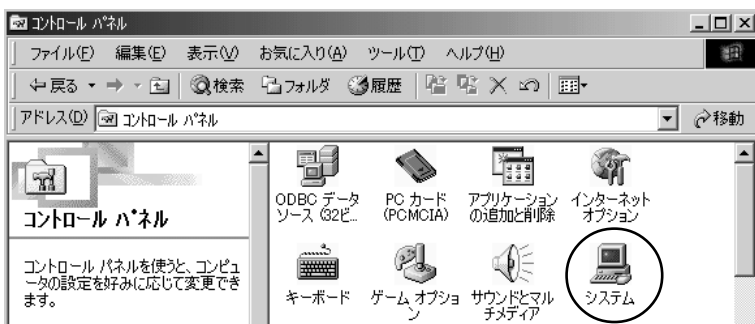 コントロール パネル
ファイル(F) 編集(E) 表示(V) お気に入り(A) ツール(T) ヘルプ(H)
戻る 検索 フォルダ 履歴
アドレス(D) コントロール パネル 移動
コントロール パネル
コントロール パネルを使うと、コンピュ
ータの設定を好みに応じて変更でき
ます。
ODBC データ
ソース (32ビ...
PC カード
(PCMCIA)
アプリケーション
の追加と削除
インターネット
オプション
キーボード
ゲーム オプショ
ン
サウンドとマル
チメディア
システム